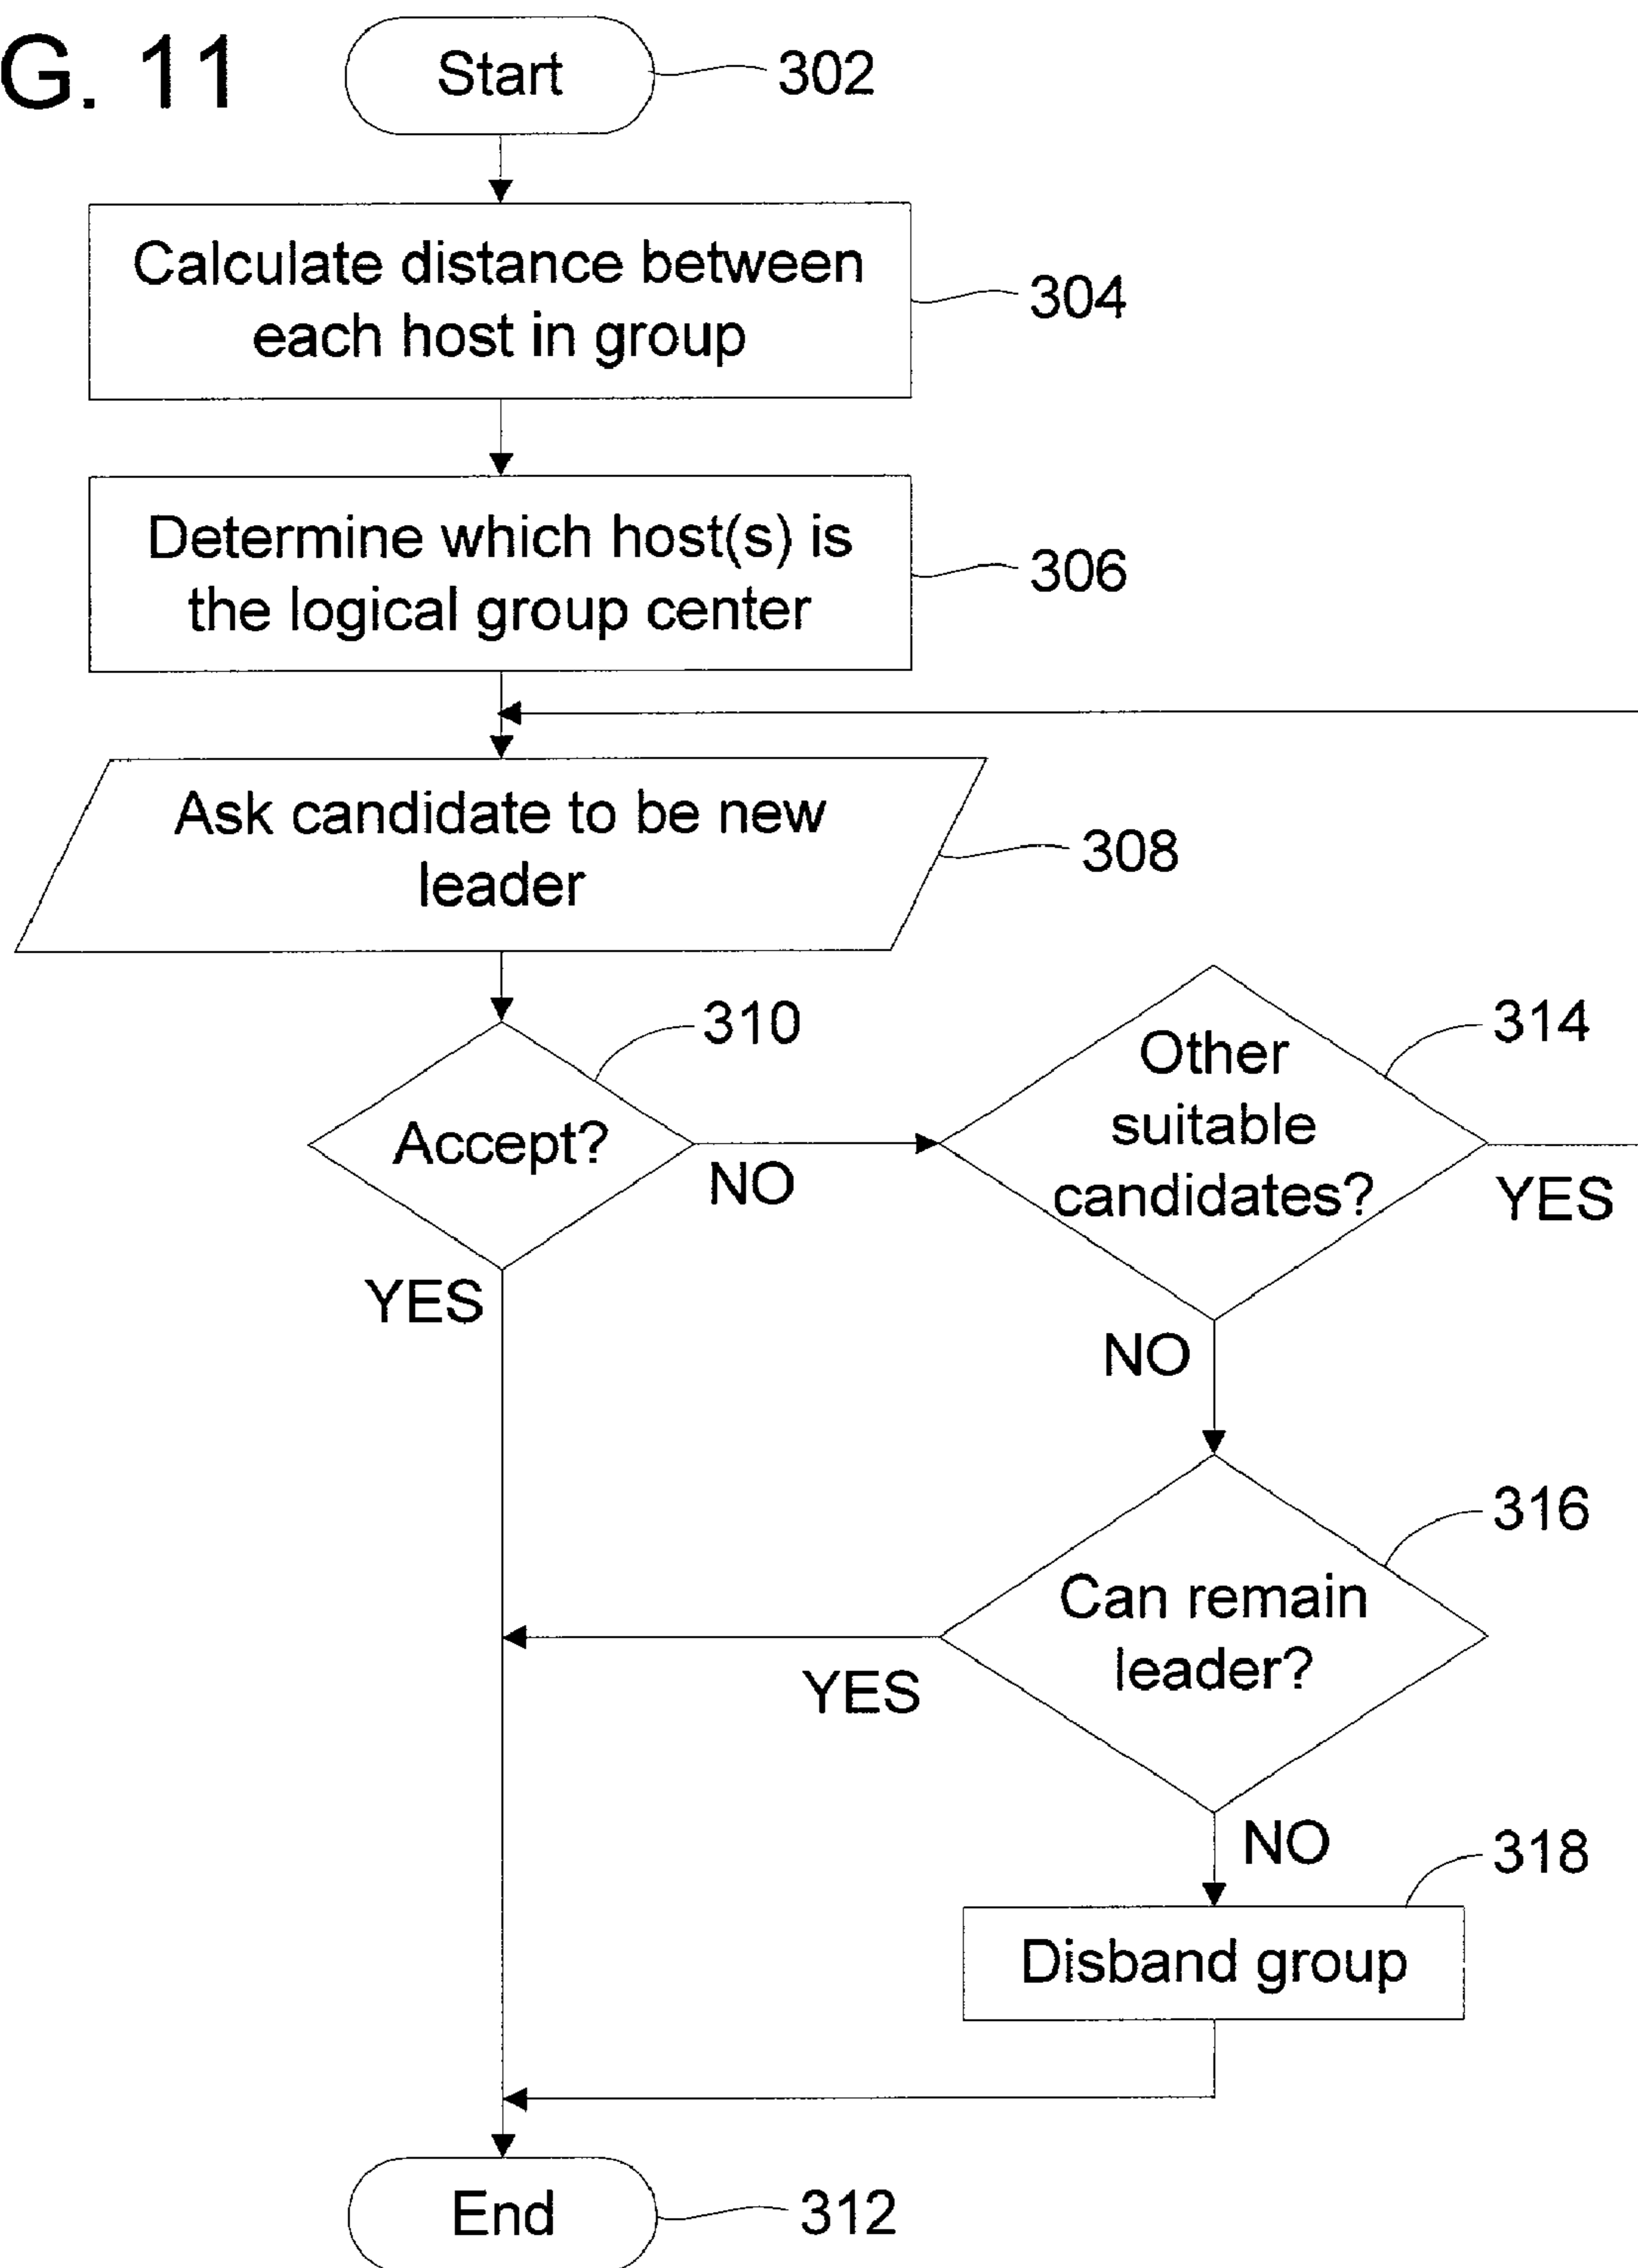 G. 11
Start
302
Calculate distance between
each host in group
304
Determine which host(s) is
the logical group center
306
Ask candidate to be new
leader
308
310
Accept?
NO
YES
314
Other
suitable
candidates?
YES
NO
316
Can remain
leader?
YES
NO
318
Disband group
End
312